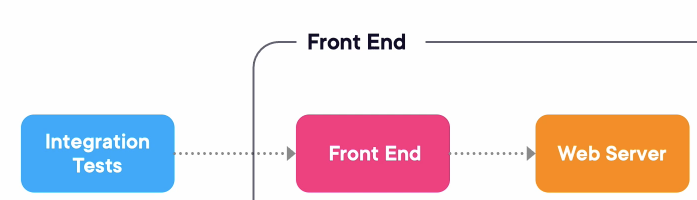 Front End
Integration
Tests
Front End
Web Server